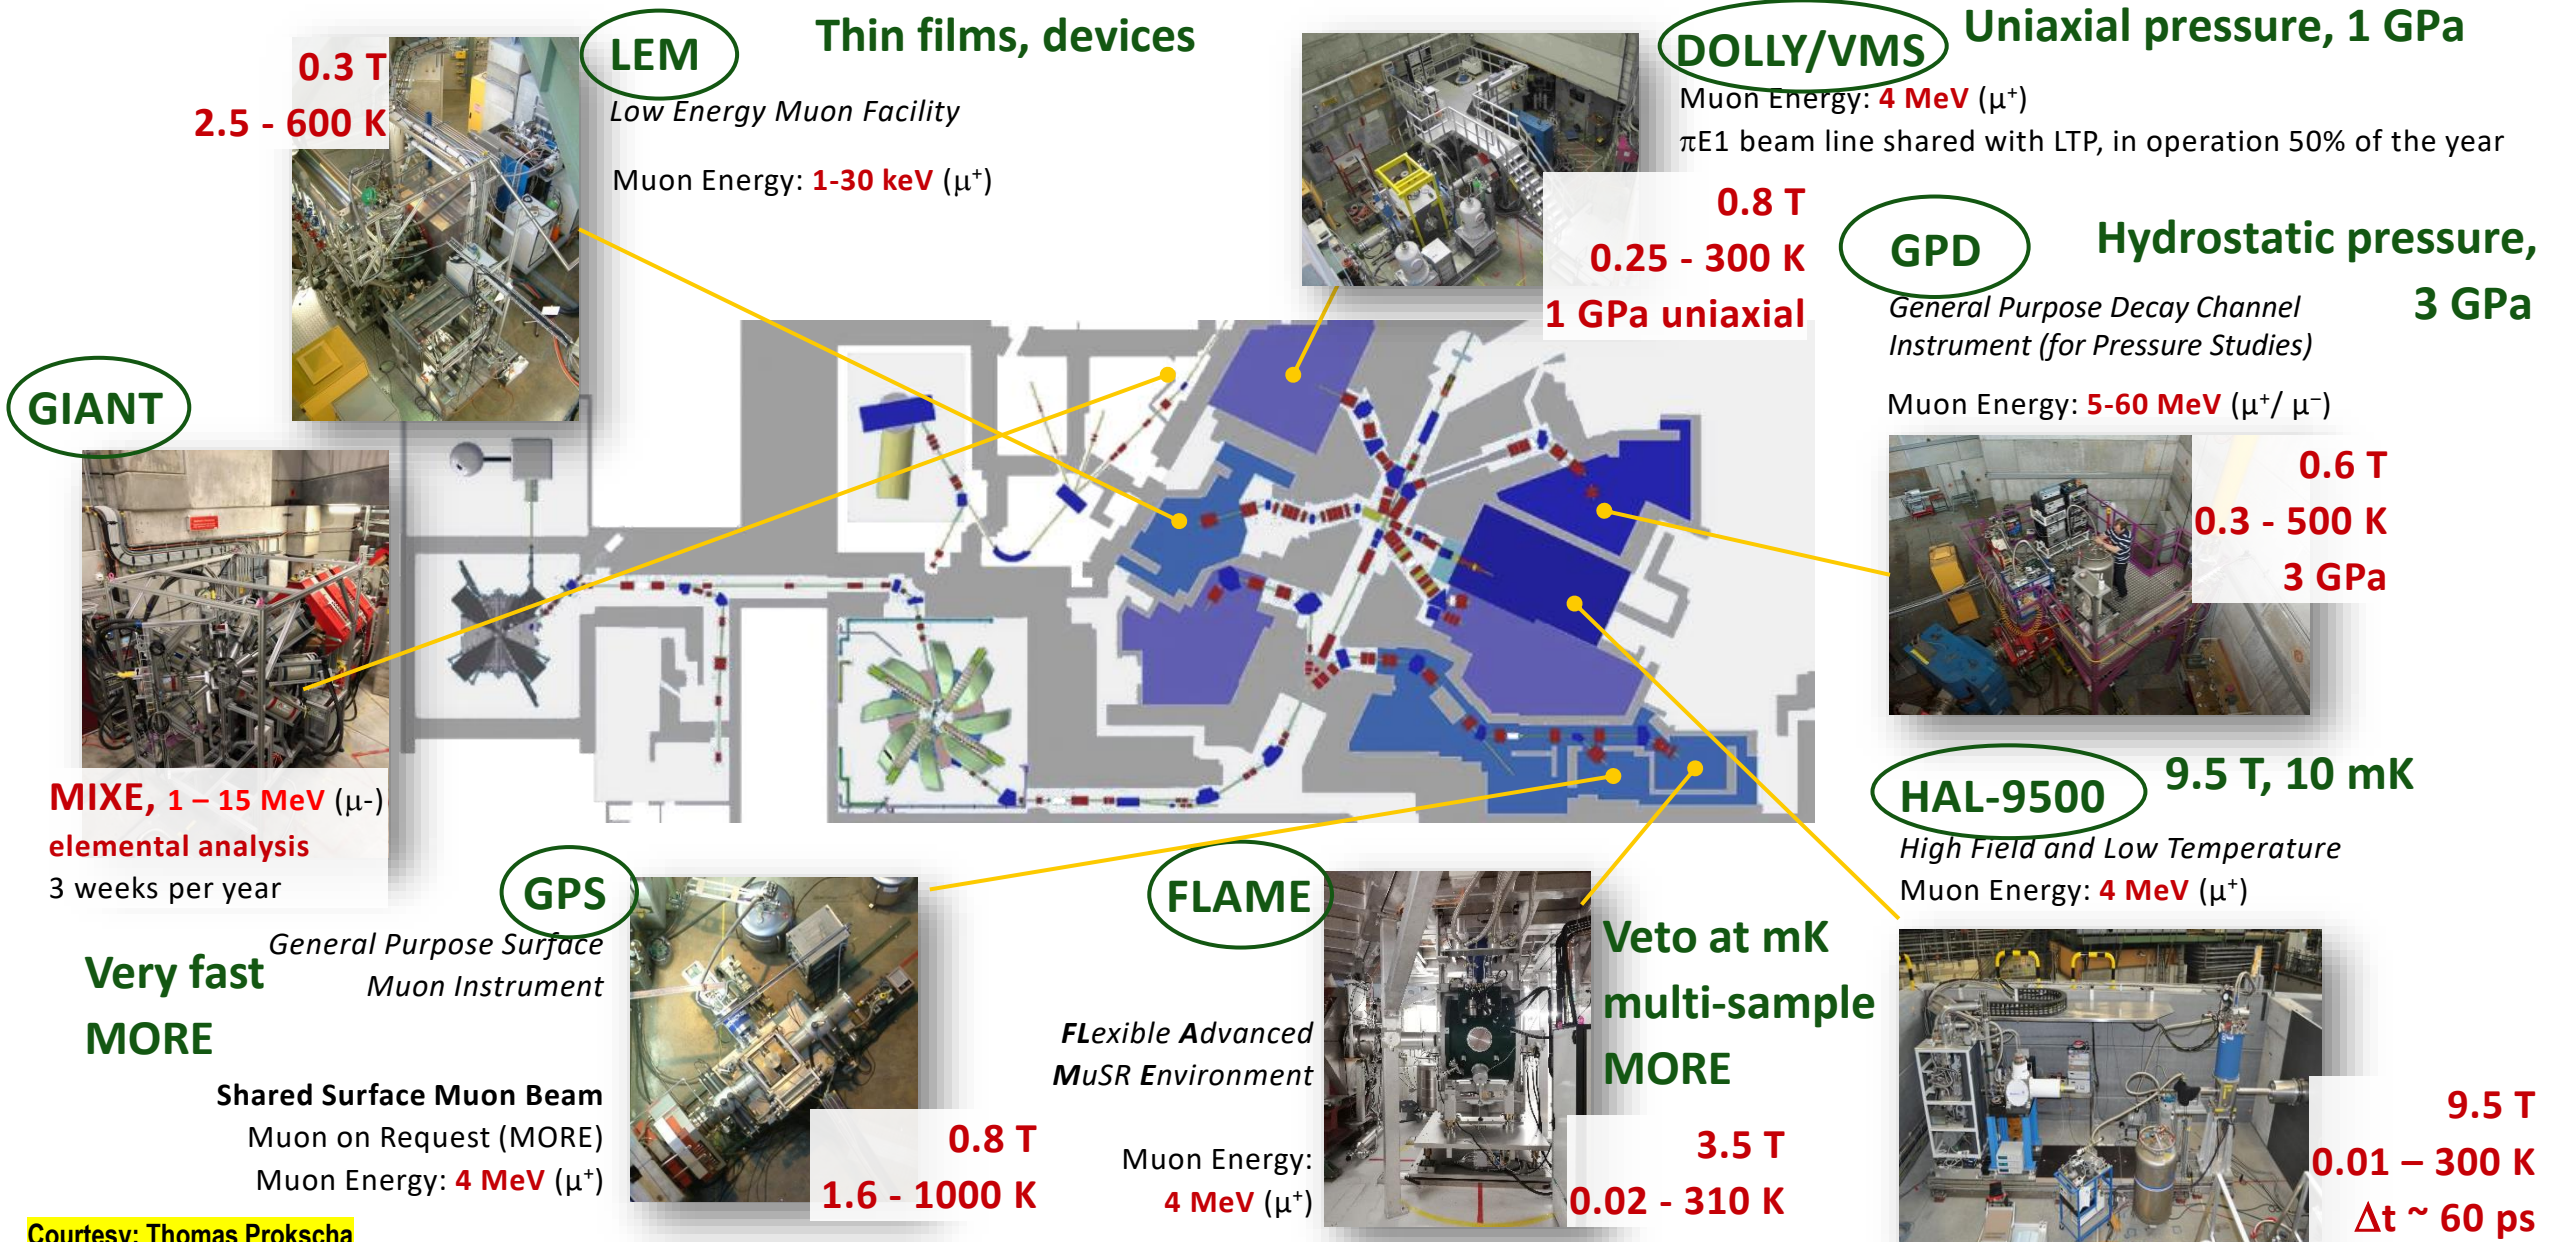 LEM
Thin films, devices
0.3 T
2.5 - 600 K
Low Energy Muon Facility
Muon Energy: 1-30 keV (μ⁺)
DOLLY/VMS
Uniaxial pressure, 1 GPa
Muon Energy: 4 MeV (μ⁺)
πE1 beam line shared with LTP, in operation 50% of the year
0.8 T
0.25 - 300 K
1 GPa uniaxial
GPD
Hydrostatic pressure,
3 GPa
General Purpose Decay Channel
Instrument (for Pressure Studies)
Muon Energy: 5-60 MeV (μ⁺/ μ⁻)
0.6 T
0.3 - 500 K
3 GPa
GIANT
MIXE, 1 – 15 MeV (μ-)
elemental analysis
3 weeks per year
GPS
General Purpose Surface
Muon Instrument
Very fast
MORE
Shared Surface Muon Beam
Muon on Request (MORE)
Muon Energy: 4 MeV (μ⁺)
0.8 T
1.6 - 1000 K
FLAME
FLexible Advanced
MuSR Environment
Muon Energy:
4 MeV (μ⁺)
Veto at mK
multi-sample
MORE
3.5 T
0.02 - 310 K
HAL-9500
9.5 T, 10 mK
High Field and Low Temperature
Muon Energy: 4 MeV (μ⁺)
9.5 T
0.01 – 300 K
Δt ~ 60 ps
Courtesy: Thomas Prokscha